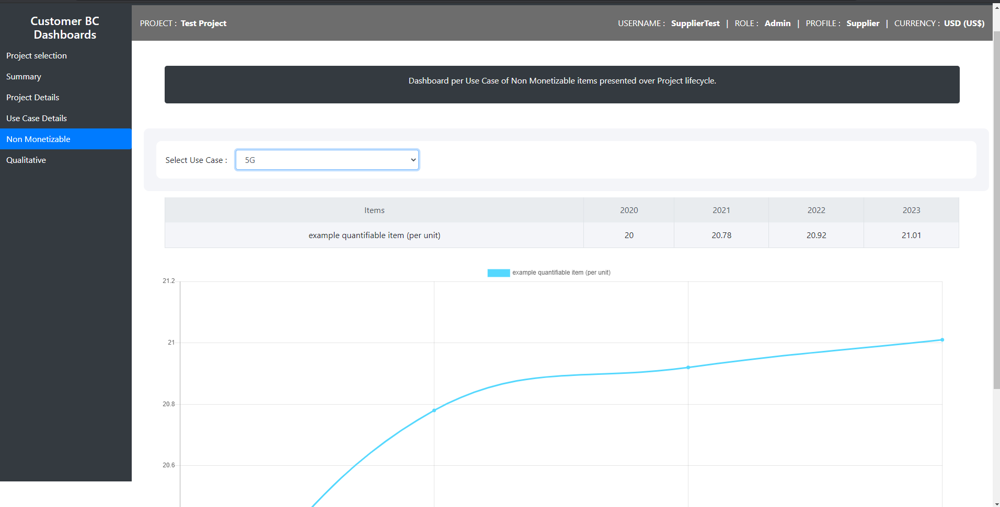 Customer BC
Dashboards
Project selection
Summary
Project Details
Use Case Details
Non Monetizable
Qualitative
PROJECT : Test Project
USERNAME : SupplierTest | ROLE : Admin | PROFILE : Supplier | CURRENCY : USD (US$)
Dashboard per Use Case of Non Monetizable items presented over Project lifecycle.
Select Use Case : 5G
Items 2020 2021 2022 2023
example quantifiable item (per unit) 20 20.78 20.92 21.01
example quantifiable item (per unit)
21.2
21
20.8
20.6